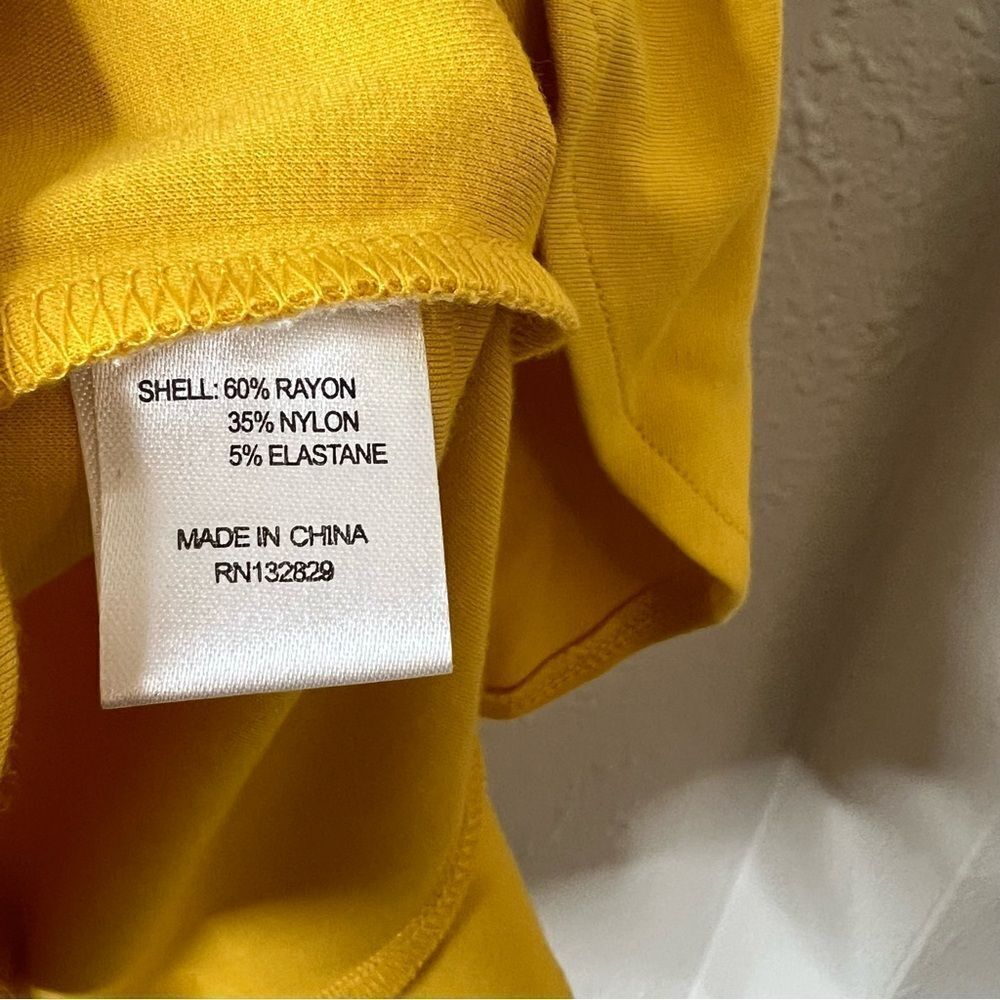 SHELL: 60% RAYON
35% NYLON
5% ELASTANE
MADE IN CHINA
RN132829